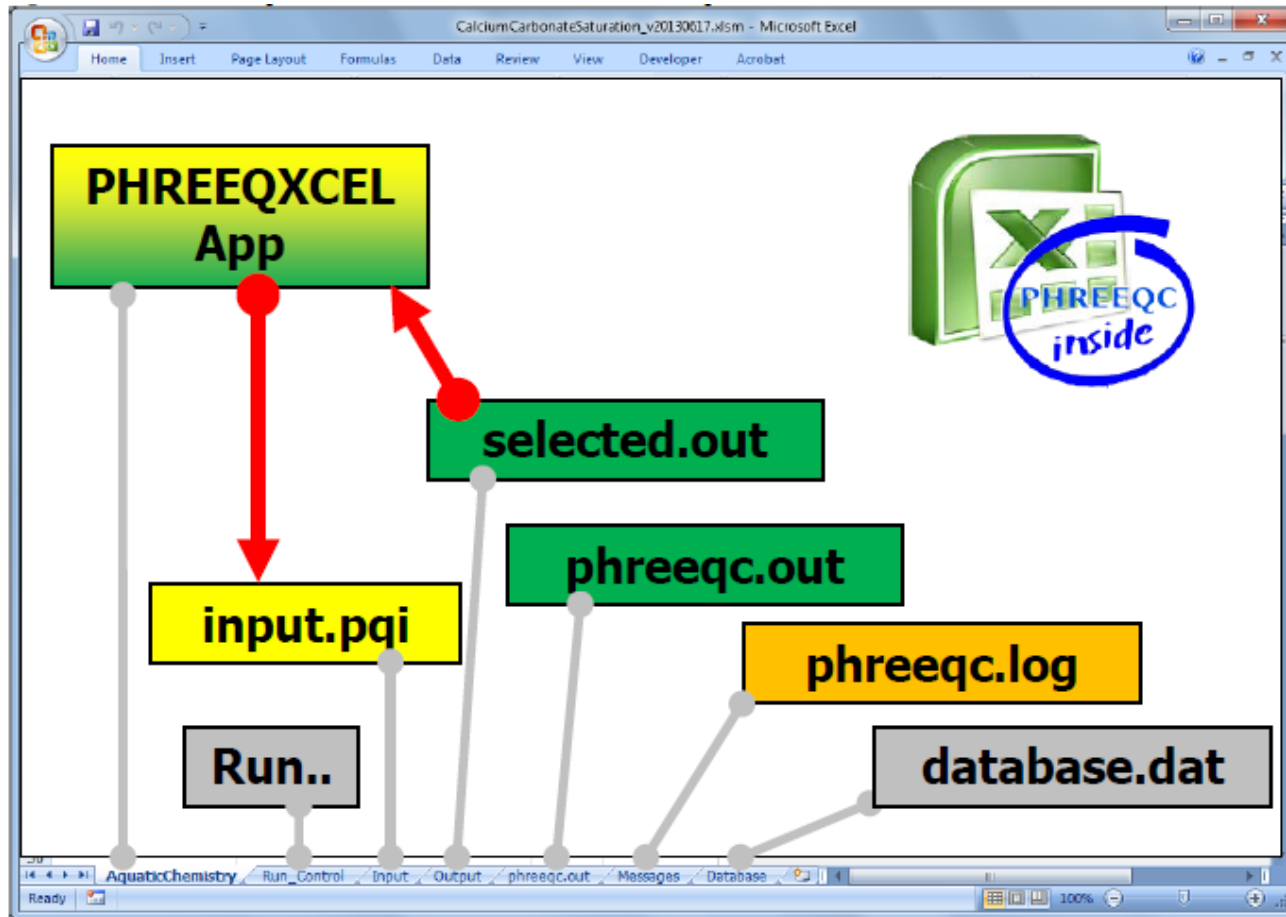 CalciumCarbonateSaturation_v20130617.xlsm - Microsoft Excel
Home Insert Page Layout Formulas Data Review View Developer Acrobat
PHREEQXCEL
App
PHREEQC
inside
selected.out
phreeqc.out
input.pqi
phreeqc.log
Run..
database.dat
AquaticChemistry Run_Control Input Output phreeqc.out Messages Database
Ready 100%